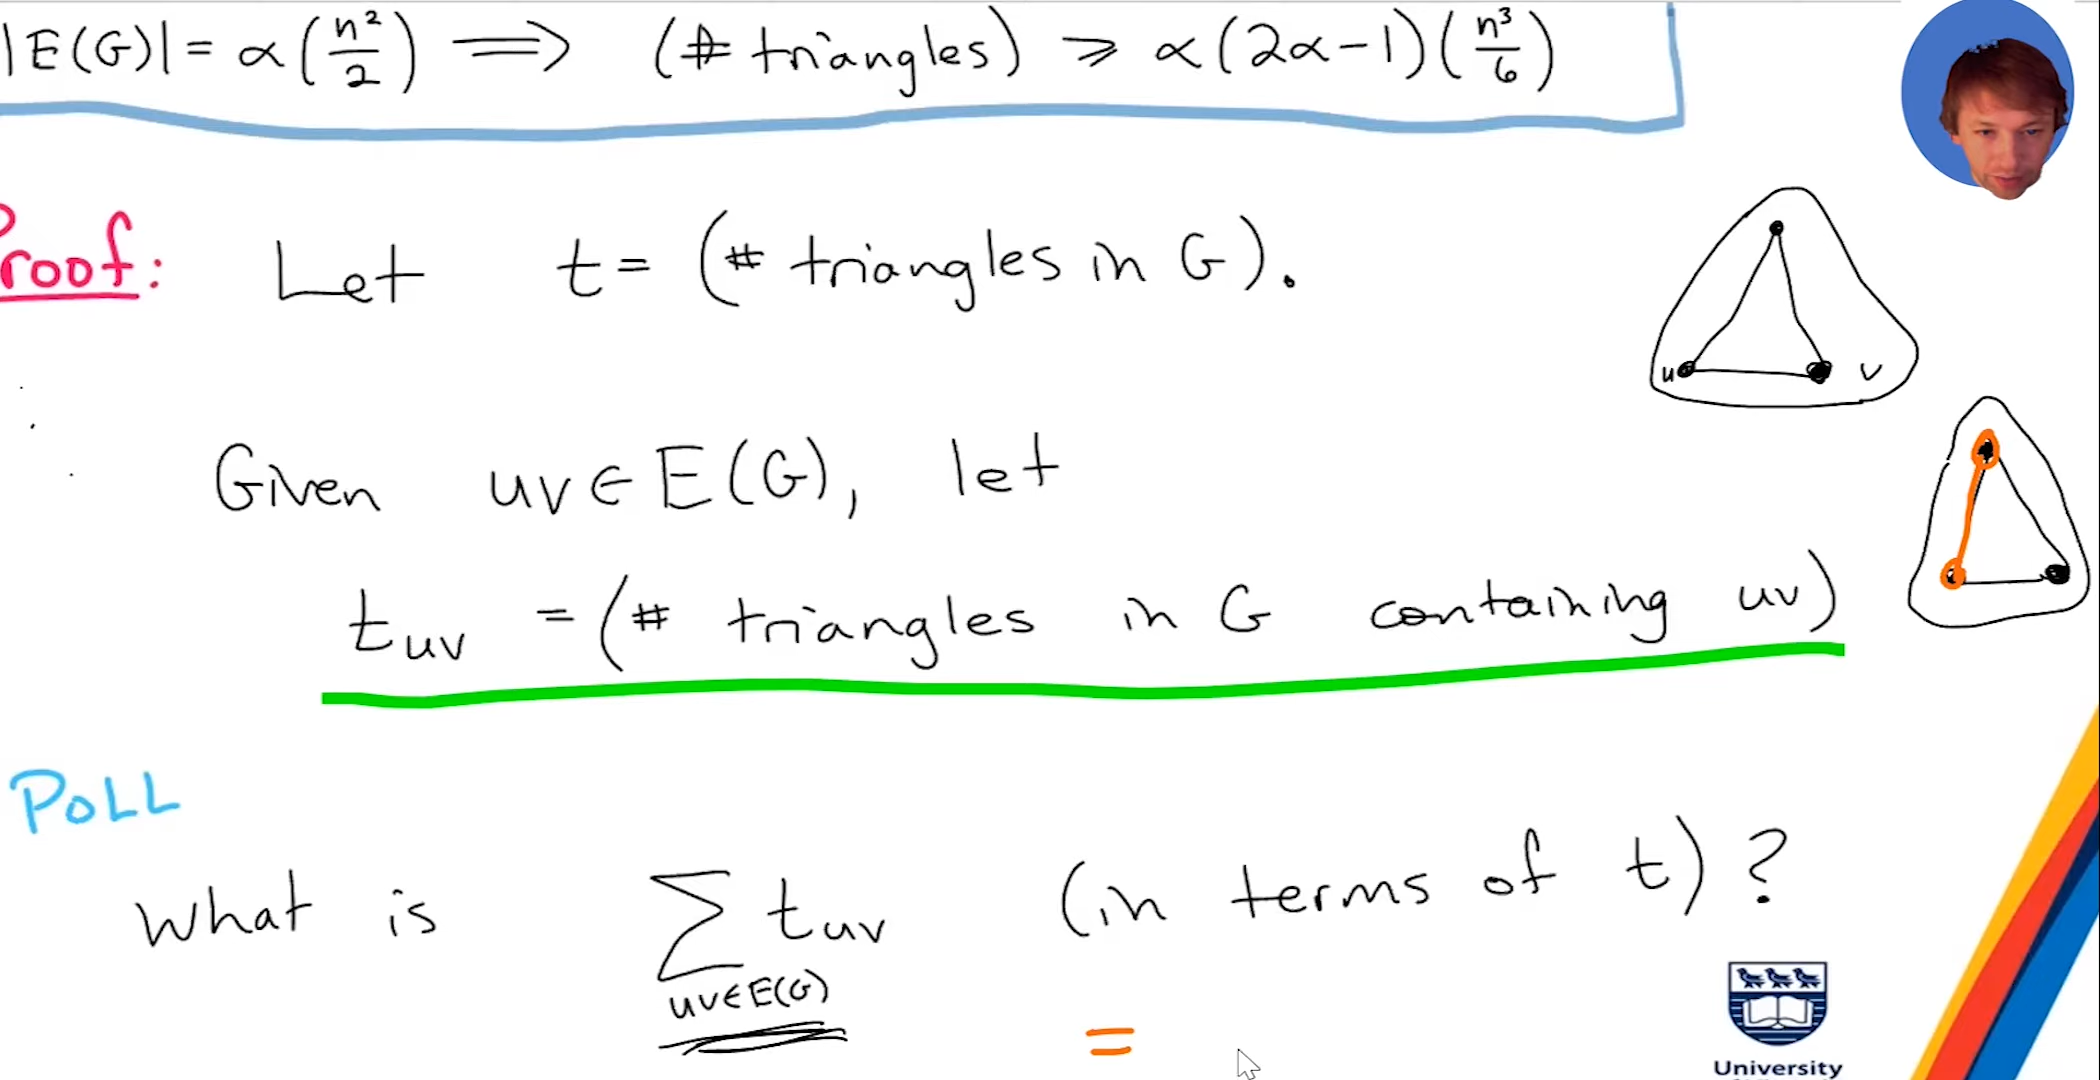 |E(G)| = α(n²/2) ⟹ (# triangles) ⩾ α(2α-1)(n³/6)
Proof: Let t = (# triangles in G).
u v
Given uv ∈ E(G), let
t_uv = (# triangles in G containing uv)
POLL
What is ∑ t_uv (in terms of t)?
uv∈E(G)
=
University